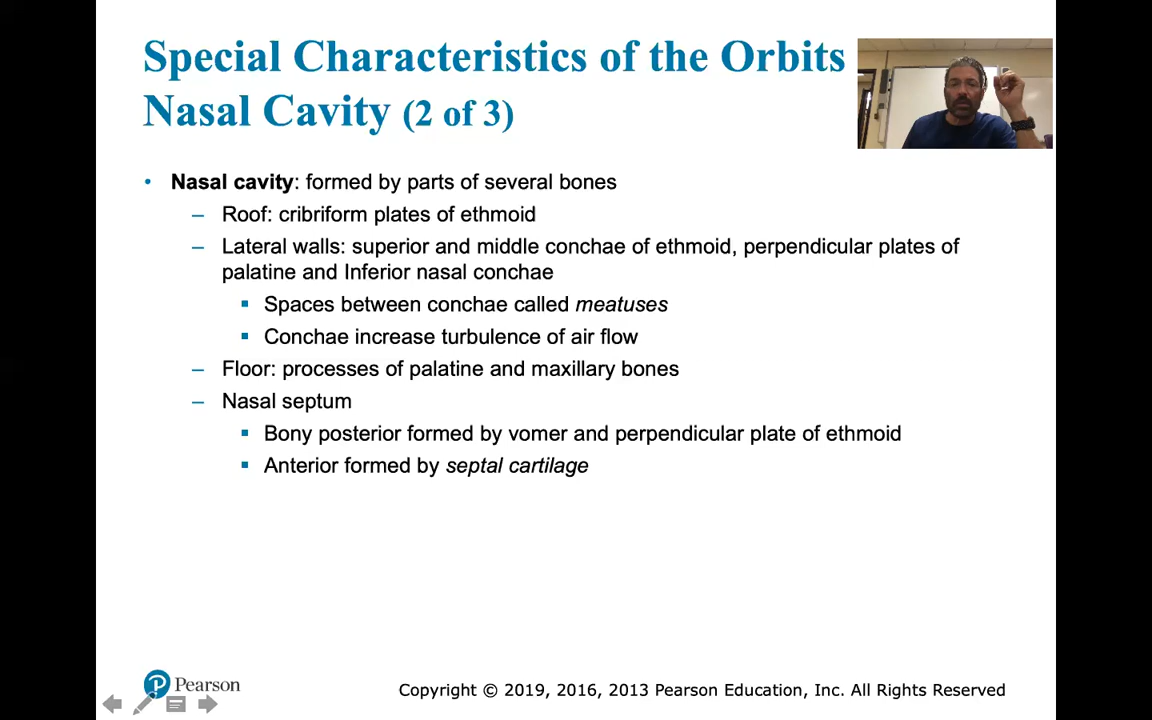 Special Characteristics of the Orbits
Nasal Cavity (2 of 3)
• Nasal cavity: formed by parts of several bones
– Roof: cribriform plates of ethmoid
– Lateral walls: superior and middle conchae of ethmoid, perpendicular plates of
palatine and Inferior nasal conchae
▪ Spaces between conchae called meatuses
▪ Conchae increase turbulence of air flow
– Floor: processes of palatine and maxillary bones
– Nasal septum
▪ Bony posterior formed by vomer and perpendicular plate of ethmoid
▪ Anterior formed by septal cartilage
Pearson
Copyright © 2019, 2016, 2013 Pearson Education, Inc. All Rights Reserved